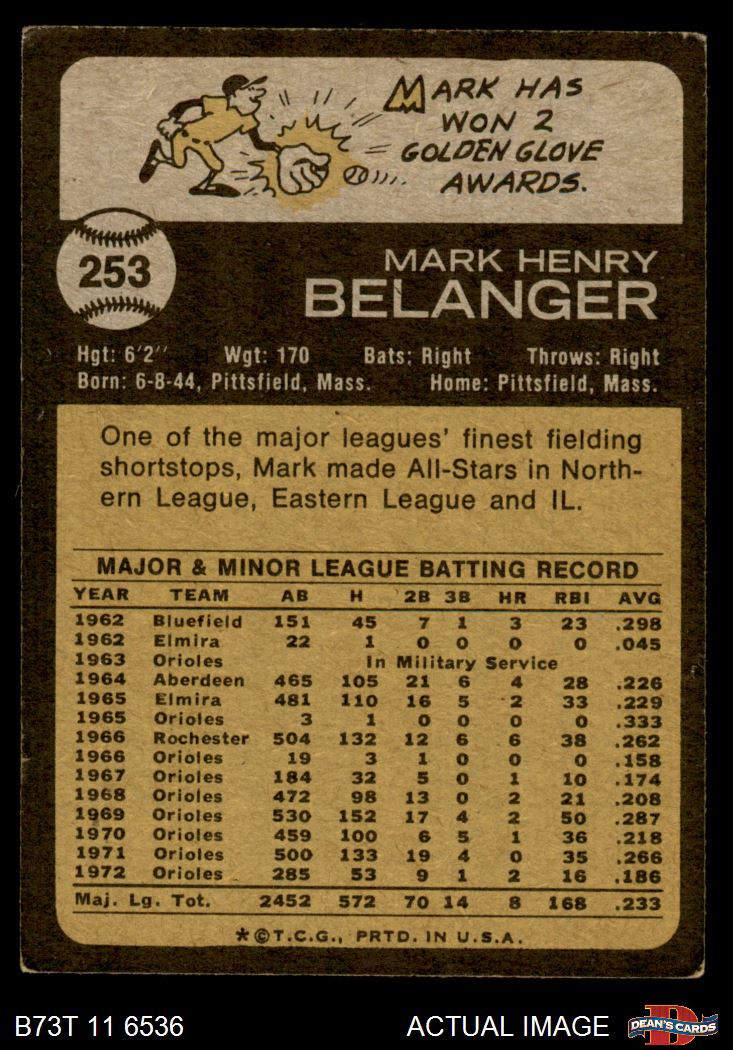 MARK HAS
WON 2
GOLDEN GLOVE
AWARDS.
253
MARK HENRY
BELANGER
Hgt: 6'2" Wgt: 170 Bats: Right Throws: Right
Born: 6-8-44, Pittsfield, Mass. Home: Pittsfield, Mass.
One of the major leagues' finest fielding
shortstops, Mark made All-Stars in North-
ern League, Eastern League and IL.
MAJOR & MINOR LEAGUE BATTING RECORD
YEAR TEAM AB H 2B 3B HR RBI AVG
1962 Bluefield 151 45 7 1 3 23 .298
1962 Elmira 22 1 0 0 0 0 .045
1963 Orioles In Military Service
1964 Aberdeen 465 105 21 6 4 28 .226
1965 Elmira 481 110 16 5 2 33 .229
1965 Orioles 3 1 0 0 0 0 .333
1966 Rochester 504 132 12 6 6 38 .262
1966 Orioles 19 3 1 0 0 0 .158
1967 Orioles 184 32 5 0 1 10 .174
1968 Orioles 472 98 13 0 2 21 .208
1969 Orioles 530 152 17 4 2 50 .287
1970 Orioles 459 100 6 5 1 36 .218
1971 Orioles 500 133 19 4 0 35 .266
1972 Orioles 285 53 9 1 2 16 .186
Maj. Lg. Tot. 2452 572 70 14 8 168 .233
*©T.C.G., PRTD. IN U.S.A.
B73T 11 6536 ACTUAL IMAGE D DEAN'S CARDS